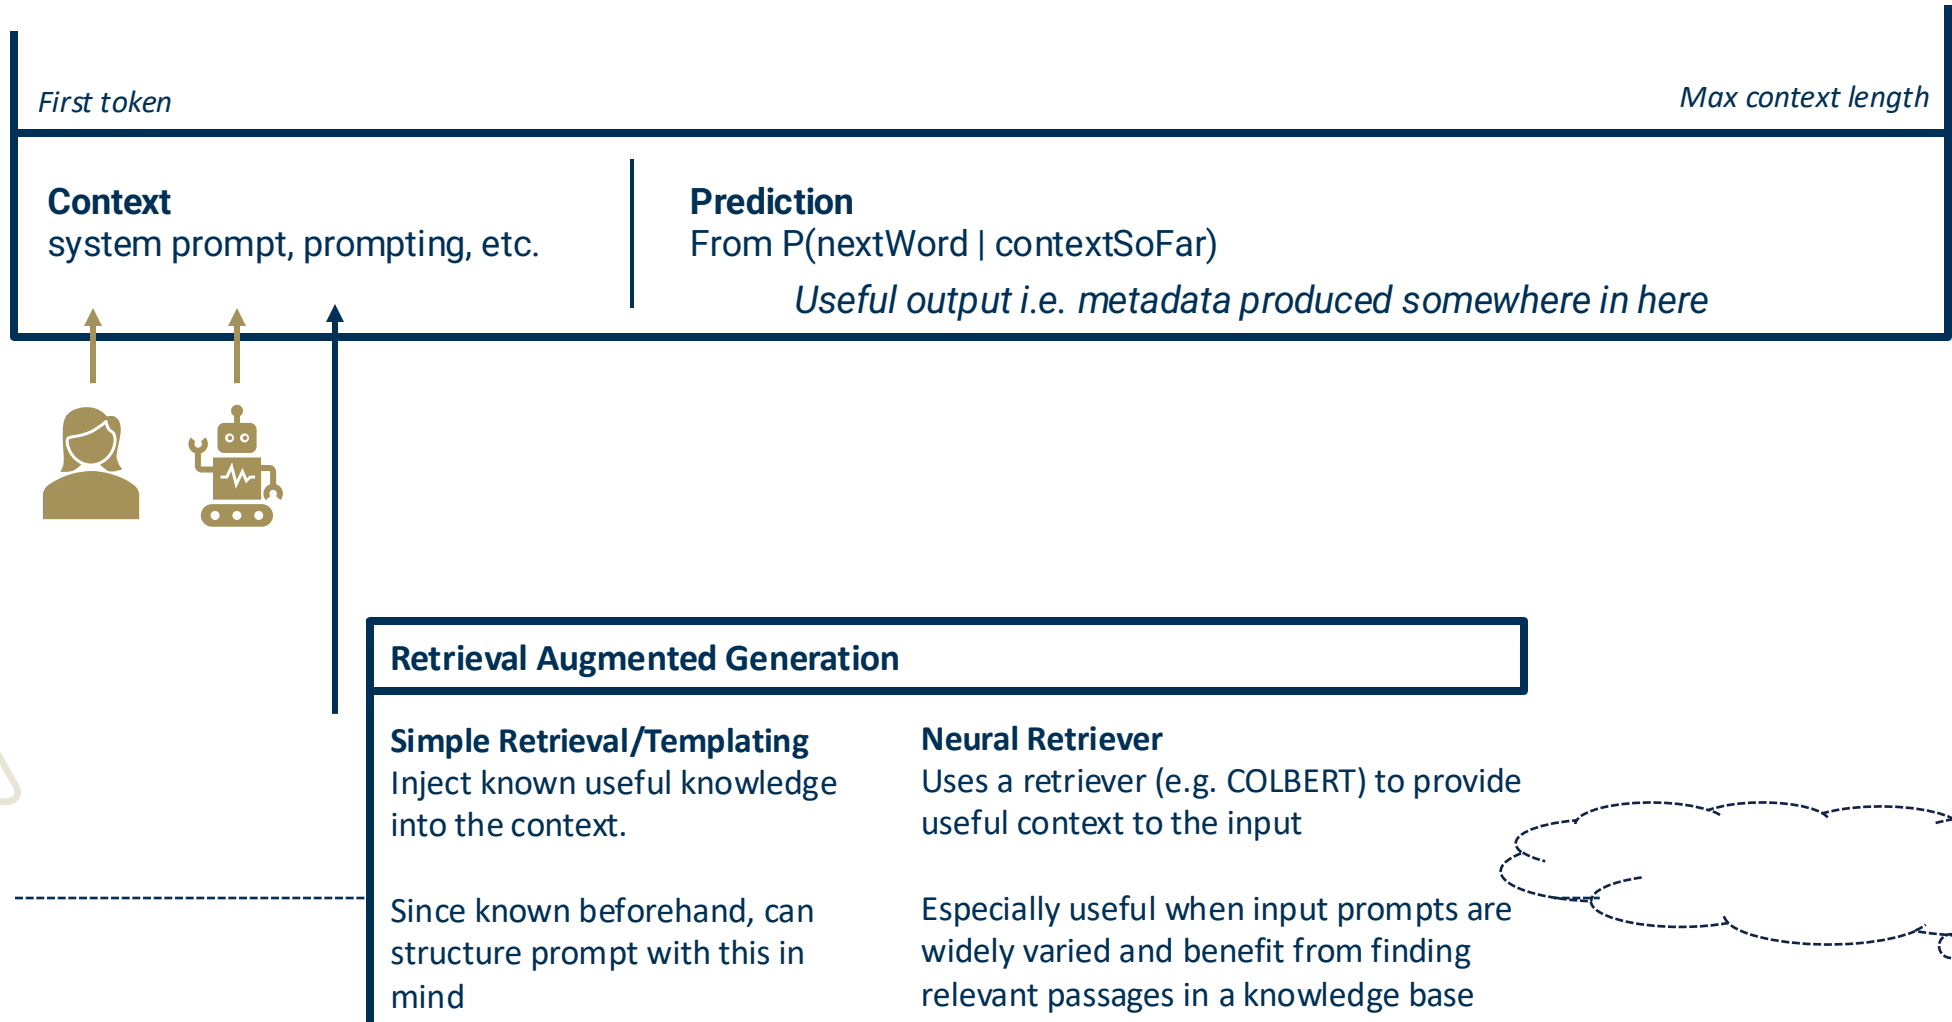 First token
Max context length
Context
system prompt, prompting, etc.
Prediction
From P(nextWord | contextSoFar)
Useful output i.e. metadata produced somewhere in here
Retrieval Augmented Generation
Simple Retrieval/Templating
Inject known useful knowledge
into the context.
Since known beforehand, can
structure prompt with this in
mind
Neural Retriever
Uses a retriever (e.g. COLBERT) to provide
useful context to the input
Especially useful when input prompts are
widely varied and benefit from finding
relevant passages in a knowledge base